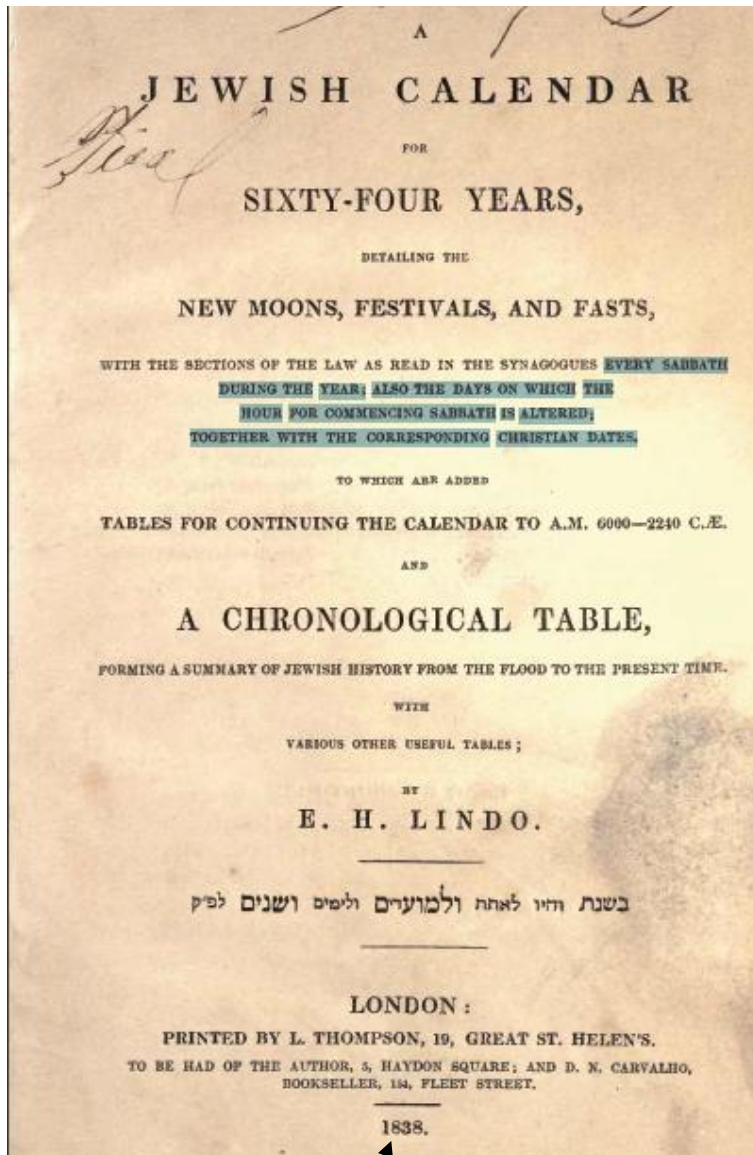 A
JEWISH CALENDAR
FOR
SIXTY-FOUR YEARS,
DETAILING THE
NEW MOONS, FESTIVALS, AND FASTS,
WITH THE SECTIONS OF THE LAW AS READ IN THE SYNAGOGUES EVERY SABBATH
DURING THE YEAR; ALSO THE DAYS ON WHICH THE
HOUR FOR COMMENCING SABBATH IS ALTERED;
TOGETHER WITH THE CORRESPONDING CHRISTIAN DATES.
TO WHICH ARE ADDED
TABLES FOR CONTINUING THE CALENDAR TO A.M. 6000—2240 C.Æ.
AND
A CHRONOLOGICAL TABLE,
FORMING A SUMMARY OF JEWISH HISTORY FROM THE FLOOD TO THE PRESENT TIME.
WITH
VARIOUS OTHER USEFUL TABLES;
BY
E. H. LINDO.
בשנת והיו לאתת ולמועדים ולימים ושנים לפ״ק
LONDON:
PRINTED BY L. THOMPSON, 19, GREAT ST. HELEN'S.
TO BE HAD OF THE AUTHOR, 5, HAYDON SQUARE; AND D. N. CARVALHO,
BOOKSELLER, FLEET STREET.
1838.